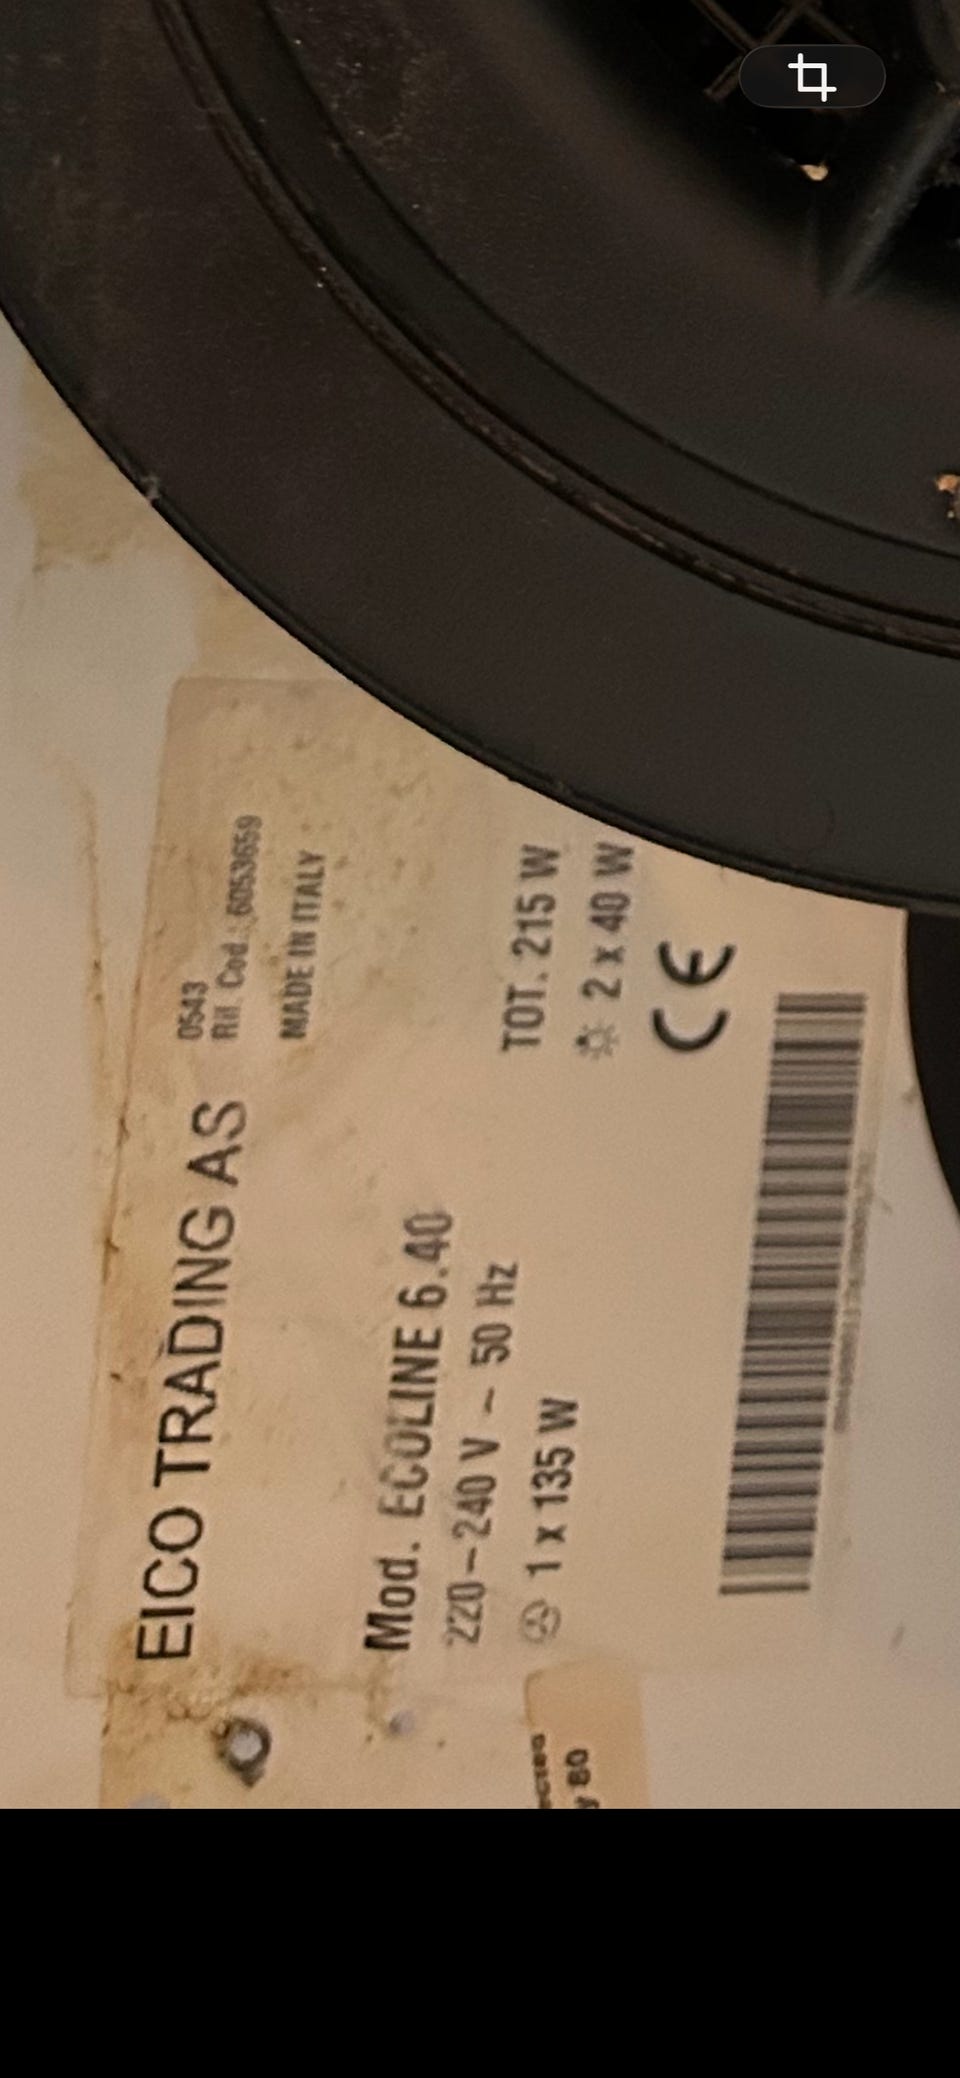 EICO TRADING AS
0543
Rif. Cod.: 6053659
MADE IN ITALY
Mod. ECOLINE 6.40
220-240 V ~ 50 Hz
1 x 135 W
TOT. 215 W
2 x 40 W
CE
80